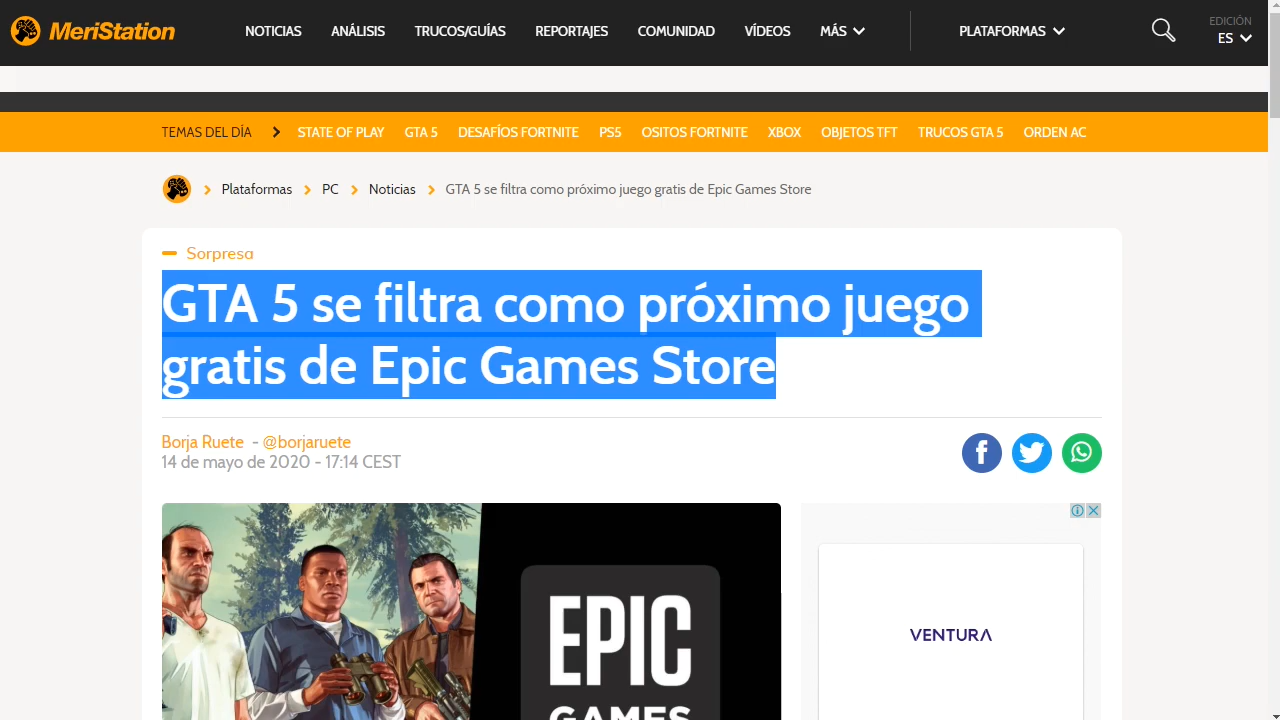 MeriStation
NOTICIAS ANÁLISIS TRUCOS/GUÍAS REPORTAJES COMUNIDAD VÍDEOS MÁS PLATAFORMAS
EDICIÓN
ES
TEMAS DEL DÍA STATE OF PLAY GTA 5 DESAFÍOS FORTNITE PS5 OSITOS FORTNITE XBOX OBJETOS TFT TRUCOS GTA 5 ORDEN AC
Plataformas PC Noticias GTA 5 se filtra como próximo juego gratis de Epic Games Store
Sorpresa
GTA 5 se filtra como próximo juego
gratis de Epic Games Store
Borja Ruete - @borjaruete
14 de mayo de 2020 - 17:14 CEST
EPIC
GAMES
VENTURA